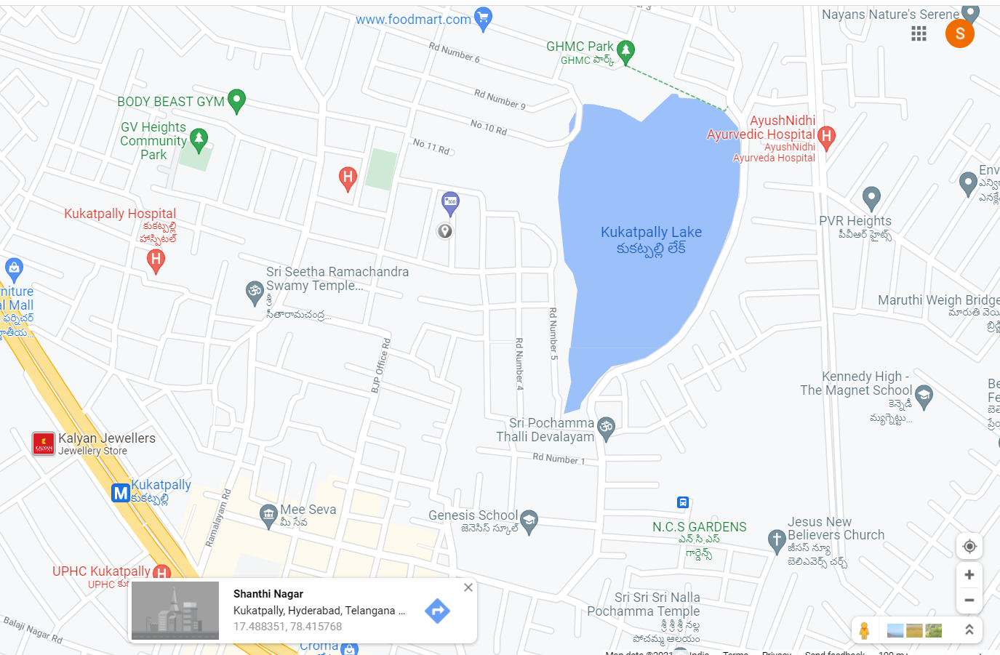 www.foodmart.com
Nayans Nature's Serene
S
Rd Number 6
GHMC Park
GHMC పార్క్
BODY BEAST GYM
Rd Number 9
GV Heights
Community
Park
No.10 Rd
No 11 Rd
AyushNidhi
Ayurvedic Hospital
AyushNidhi
Ayurveda Hospital
H
H
Env
ఎన్వి
ఎనక్లే
Kukatpally Hospital
కుకట్పల్లి
హాస్పిటల్
H
100
PVR Heights
పీవీఆర్ హైట్స్
Kukatpally Lake
కుకట్పల్లి లేక్
Sri Seetha Ramachandra
Swamy Temple...
శ్రీ
సీతారామచంద్ర...
niture
al Mall
ఫర్నిచర్
Maruthi Weigh Bridge
మారుతి వెయి
బ్రిడ్జి
Rd Number 5
Rd Number 4
BJP Office Rd
Kennedy High -
The Magnet School
కెన్నెడీ
మ్యగ్నెట్టు...
Be
Fe
Sri Pochamma
Thalli Devalayam
Rd Number 1
KALYAN
Kalyan Jewellers
Jewellery Store
M
Kukatpally
కుకట్పల్లి
Ramalayam Rd
Mee Seva
మీ సేవ
Genesis School
జెనెసిస్ స్కూల్
N.C.S GARDENS
ఎన్.సి.ఎస్
గార్డెన్స్
Jesus New
Believers Church
జీసస్ న్యూ
బెలివెవర్స్ చర్చ్
UPHC Kukatpally
H
UPHC కుక
Shanthi Nagar
Kukatpally, Hyderabad, Telangana ...
17.488351, 78.415768
Sri Sri Sri Nalla
Pochamma Temple
శ్రీ శ్రీ శ్రీ నల్ల
పోచమ్మ ఆలయం
Balaji Nagar Rd
Croma
Map data ©2021
India
Terms
Privacy
Send feedback
100 m